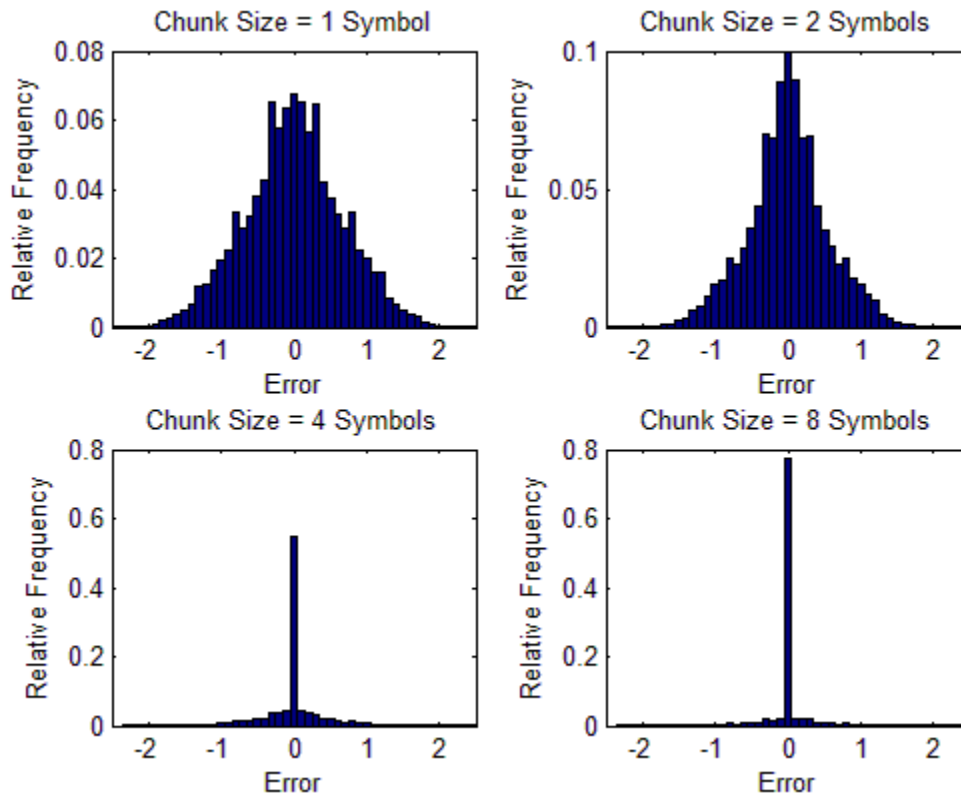 Chunk Size = 1 Symbol
0.08
0.06
0.04
0.02
0
Relative Frequency
-2 -1 0 1 2
Error
Chunk Size = 2 Symbols
0.1
0.05
0
Relative Frequency
-2 -1 0 1 2
Error
Chunk Size = 4 Symbols
0.8
0.6
0.4
0.2
0
Relative Frequency
-2 -1 0 1 2
Error
Chunk Size = 8 Symbols
0.8
0.6
0.4
0.2
0
Relative Frequency
-2 -1 0 1 2
Error